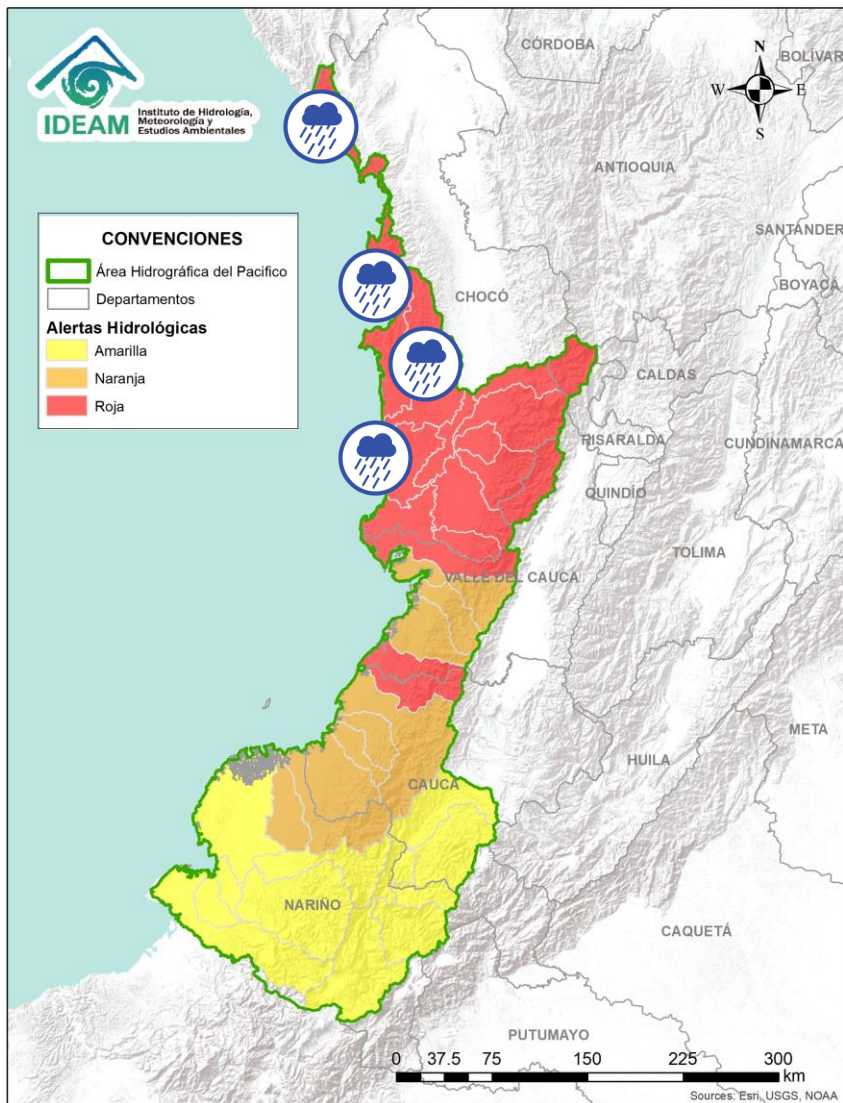 IDEAM
Instituto de Hidrología,
Meteorología y
Estudios Ambientales
N
W
E
S
CÓRDOBA
BOLÍVAR
ANTIOQUIA
SANTANDER
BOYACÁ
CHOCÓ
CALDAS
RISARALDA
CUNDINAMARCA
QUINDÍO
TOLIMA
VALLE DEL CAUCA
META
HUILA
CAUCA
NARIÑO
CAQUETÁ
PUTUMAYO
CONVENCIONES
Área Hidrográfica del Pacifico
Departamentos
Alertas Hidrológicas
Amarilla
Naranja
Roja
0 37.5 75 150 225 300
km
Sources: Esri, USGS, NOAA